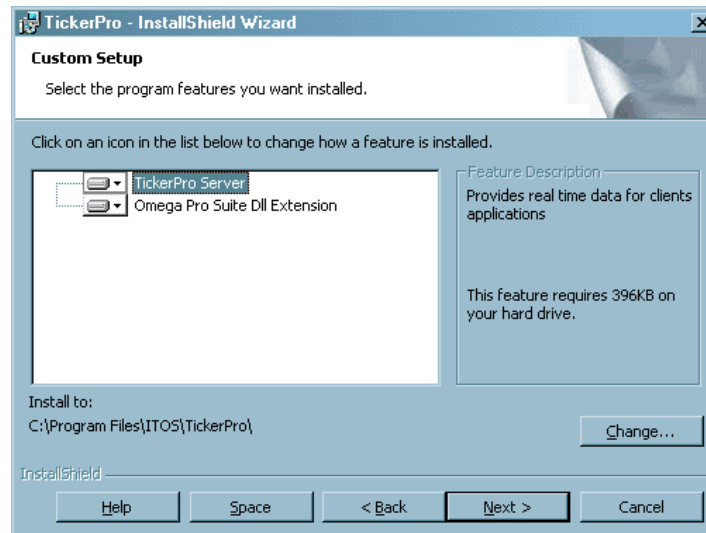 TickerPro - InstallShield Wizard
Custom Setup
Select the program features you want installed.
Click on an icon in the list below to change how a feature is installed.
TickerPro Server
Omega Pro Suite Dll Extension
Feature Description
Provides real time data for clients
applications
This feature requires 396KB on
your hard drive.
Install to:
C:\Program Files\ITOS\TickerPro\
Change...
InstallShield
Help
Space
< Back
Next >
Cancel